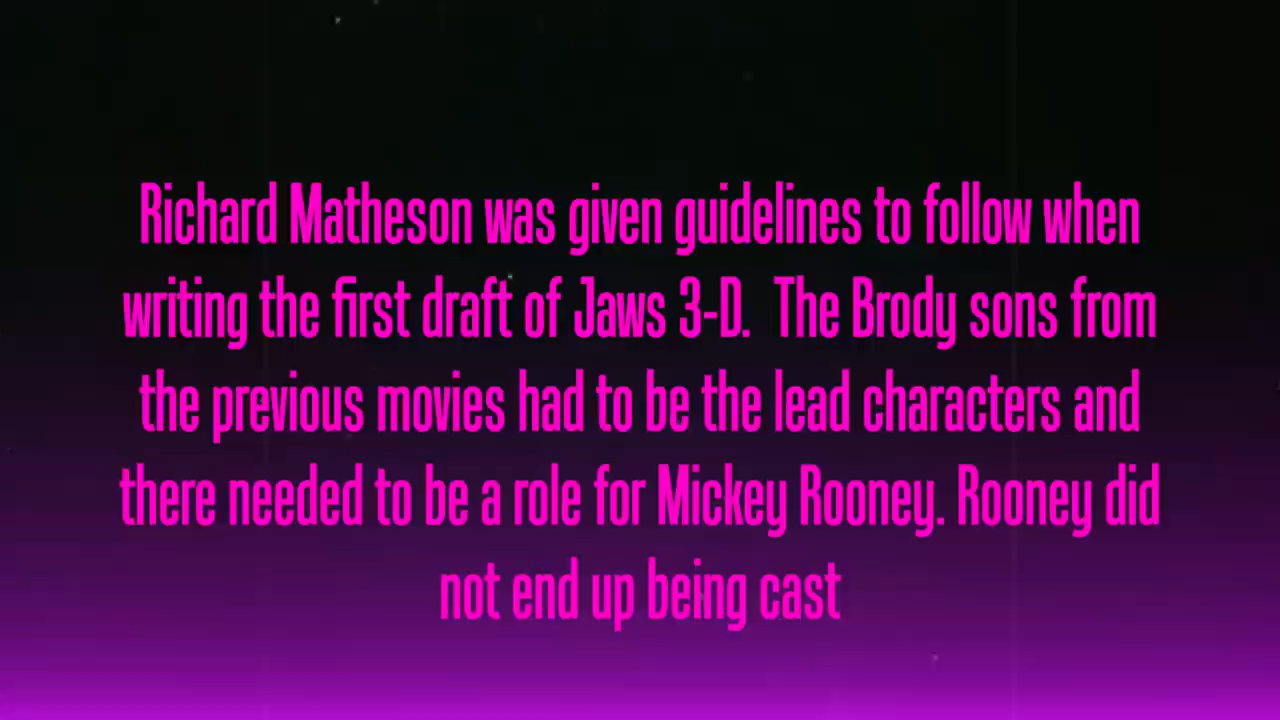 Richard Matheson was given guidelines to follow when
writing the first draft of Jaws 3-D.  The Brody sons from
the previous movies had to be the lead characters and
there needed to be a role for Mickey Rooney. Rooney did
not end up being cast